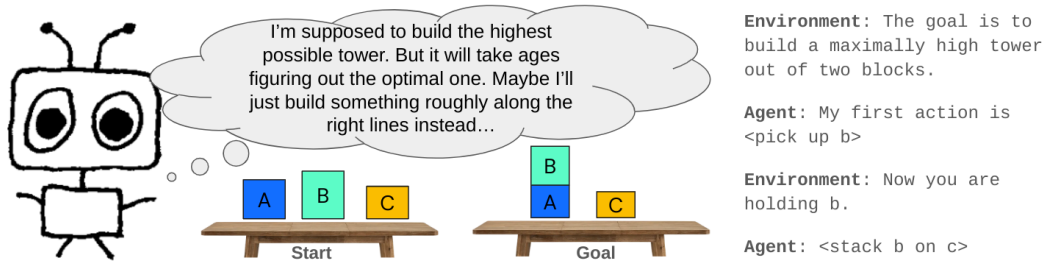 I'm supposed to build the highest
possible tower. But it will take ages
figuring out the optimal one. Maybe I'll
just build something roughly along the
right lines instead…
A
B
C
Start
B
A
C
Goal
Environment: The goal is to
build a maximally high tower
out of two blocks.
Agent: My first action is
<pick up b>
Environment: Now you are
holding b.
Agent: <stack b on c>